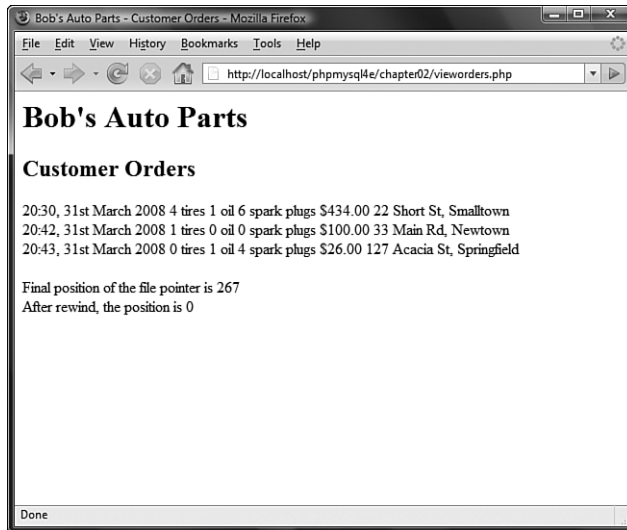 Bob's Auto Parts - Customer Orders - Mozilla Firefox
File Edit View History Bookmarks Tools Help
http://localhost/phpmysql4e/chapter02/vieworders.php
Bob's Auto Parts
Customer Orders
20:30, 31st March 2008 4 tires 1 oil 6 spark plugs $434.00 22 Short St, Smalltown
20:42, 31st March 2008 1 tires 0 oil 0 spark plugs $100.00 33 Main Rd, Newtown
20:43, 31st March 2008 0 tires 1 oil 4 spark plugs $26.00 127 Acacia St, Springfield
Final position of the file pointer is 267
After rewind, the position is 0
Done